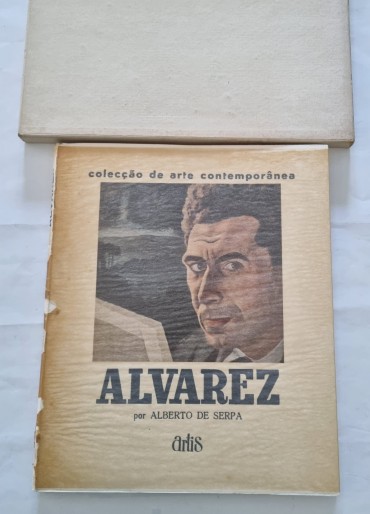 colecção de arte contemporânea
ALVAREZ
por ALBERTO DE SERPA
artis